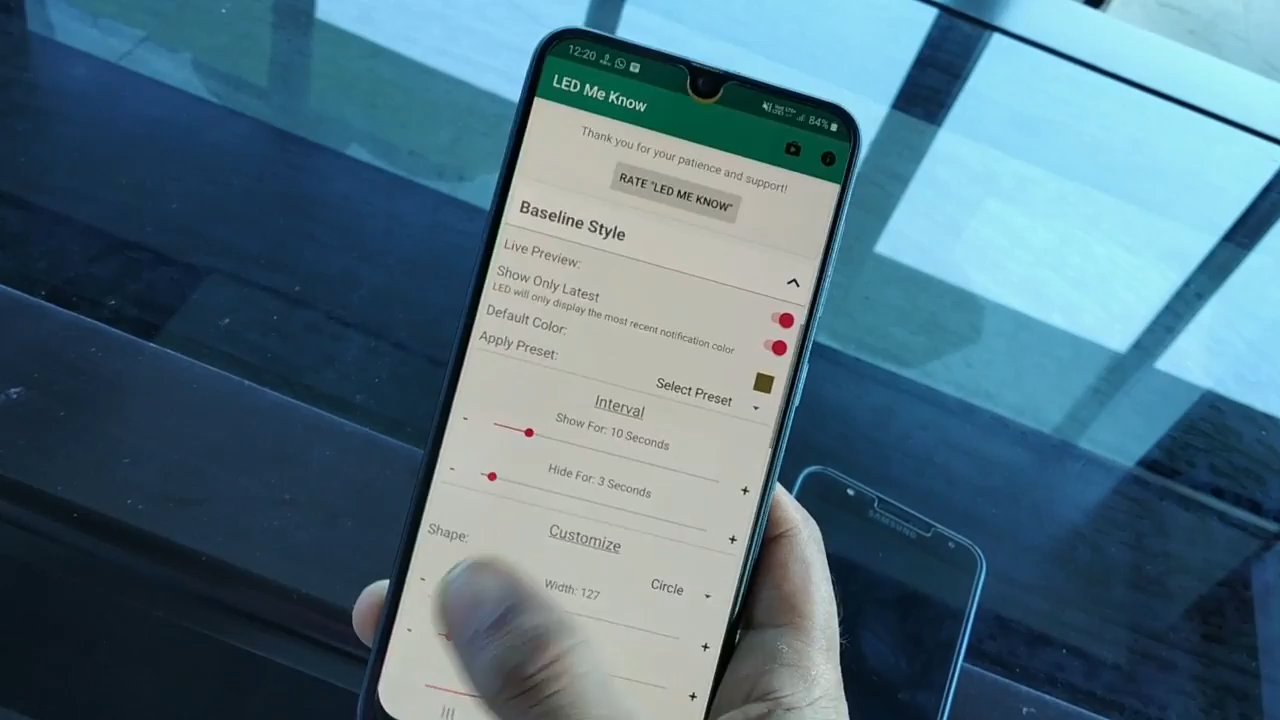 12:20
84%
LED Me Know
Thank you for your patience and support!
RATE "LED ME KNOW"
Baseline Style
Live Preview:
Show Only Latest
LED will only display the most recent notification color
Default Color:
Apply Preset:
Select Preset
Interval
Show For: 10 Seconds
-
+
Hide For: 3 Seconds
-
+
Customize
Shape:
Circle
Width: 127
-
+
-
+
SAMSUNG